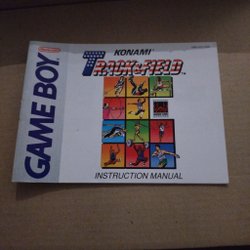 GAME BOY
KONAMI
TRACK & FIELD
INSTRUCTION MANUAL